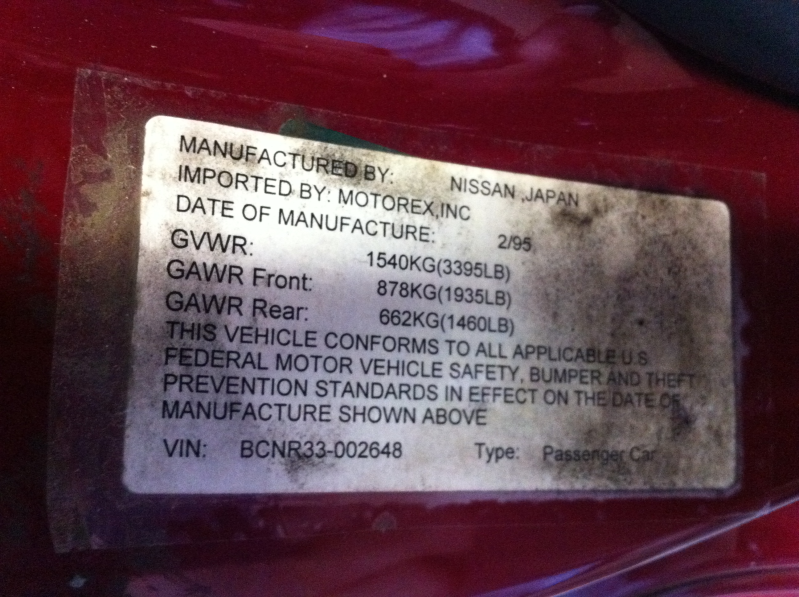 MANUFACTURED BY: NISSAN ,JAPAN
IMPORTED BY: MOTOREX,INC
DATE OF MANUFACTURE: 2/95
GVWR: 1540KG(3395LB)
GAWR Front: 878KG(1935LB)
GAWR Rear: 662KG(1460LB)
THIS VEHICLE CONFORMS TO ALL APPLICABLE U.S
FEDERAL MOTOR VEHICLE SAFETY, BUMPER AND THEFT
PREVENTION STANDARDS IN EFFECT ON THE DATE OF
MANUFACTURE SHOWN ABOVE
VIN: BCNR33-002648 Type: Passenger Car